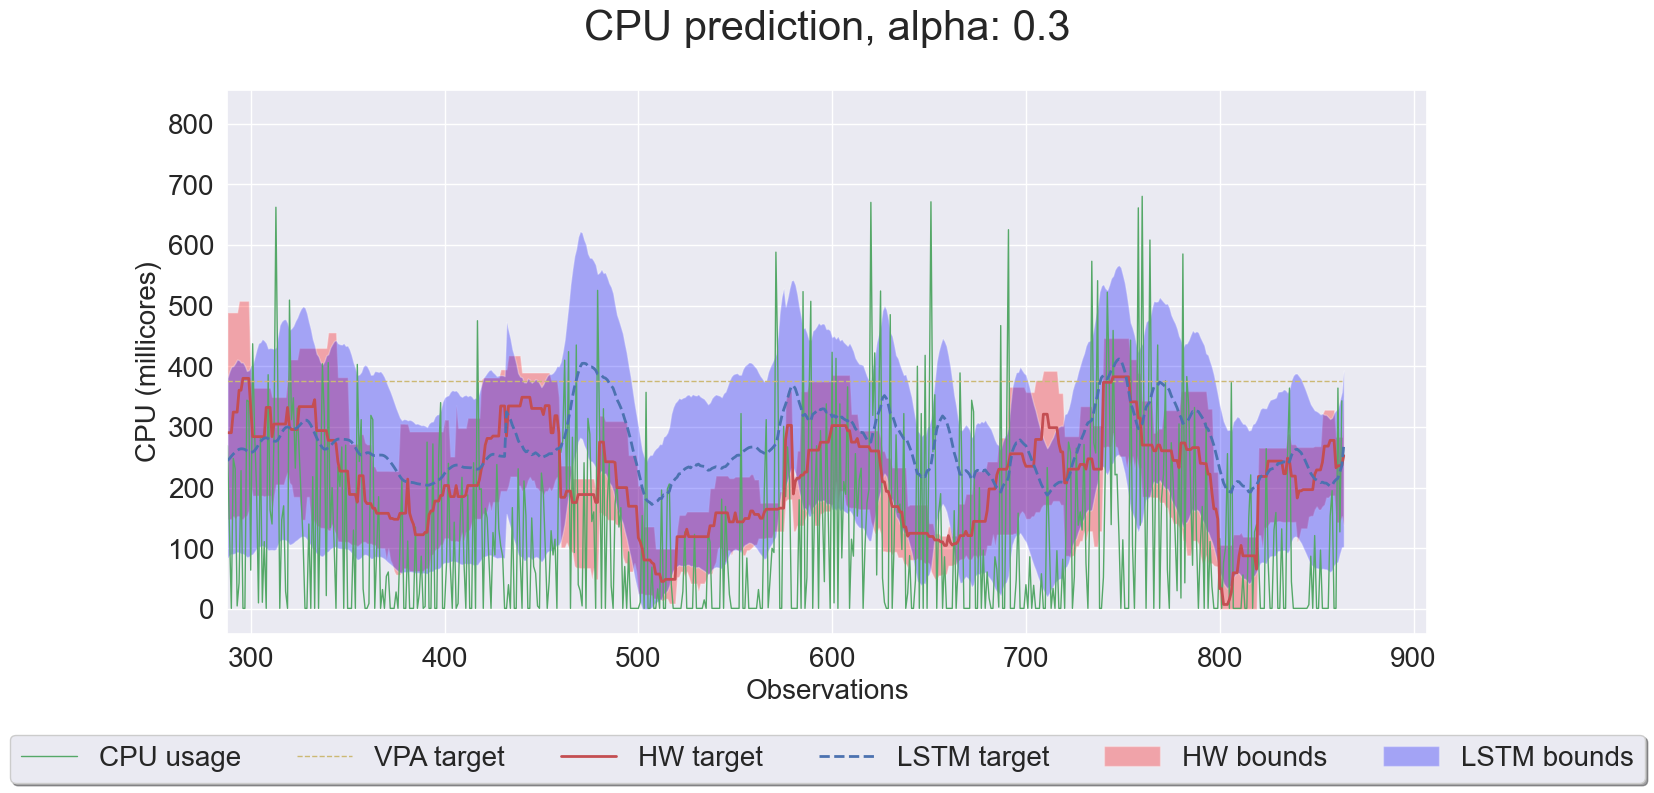 CPU prediction, alpha: 0.3
800
700
600
500
400
300
200
100
0
CPU (millicores)
300 400 500 600 700 800 900
Observations
CPU usage VPA target HW target LSTM target HW bounds LSTM bounds